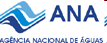 ANA
AGÊNCIA NACIONAL DE ÁGUAS